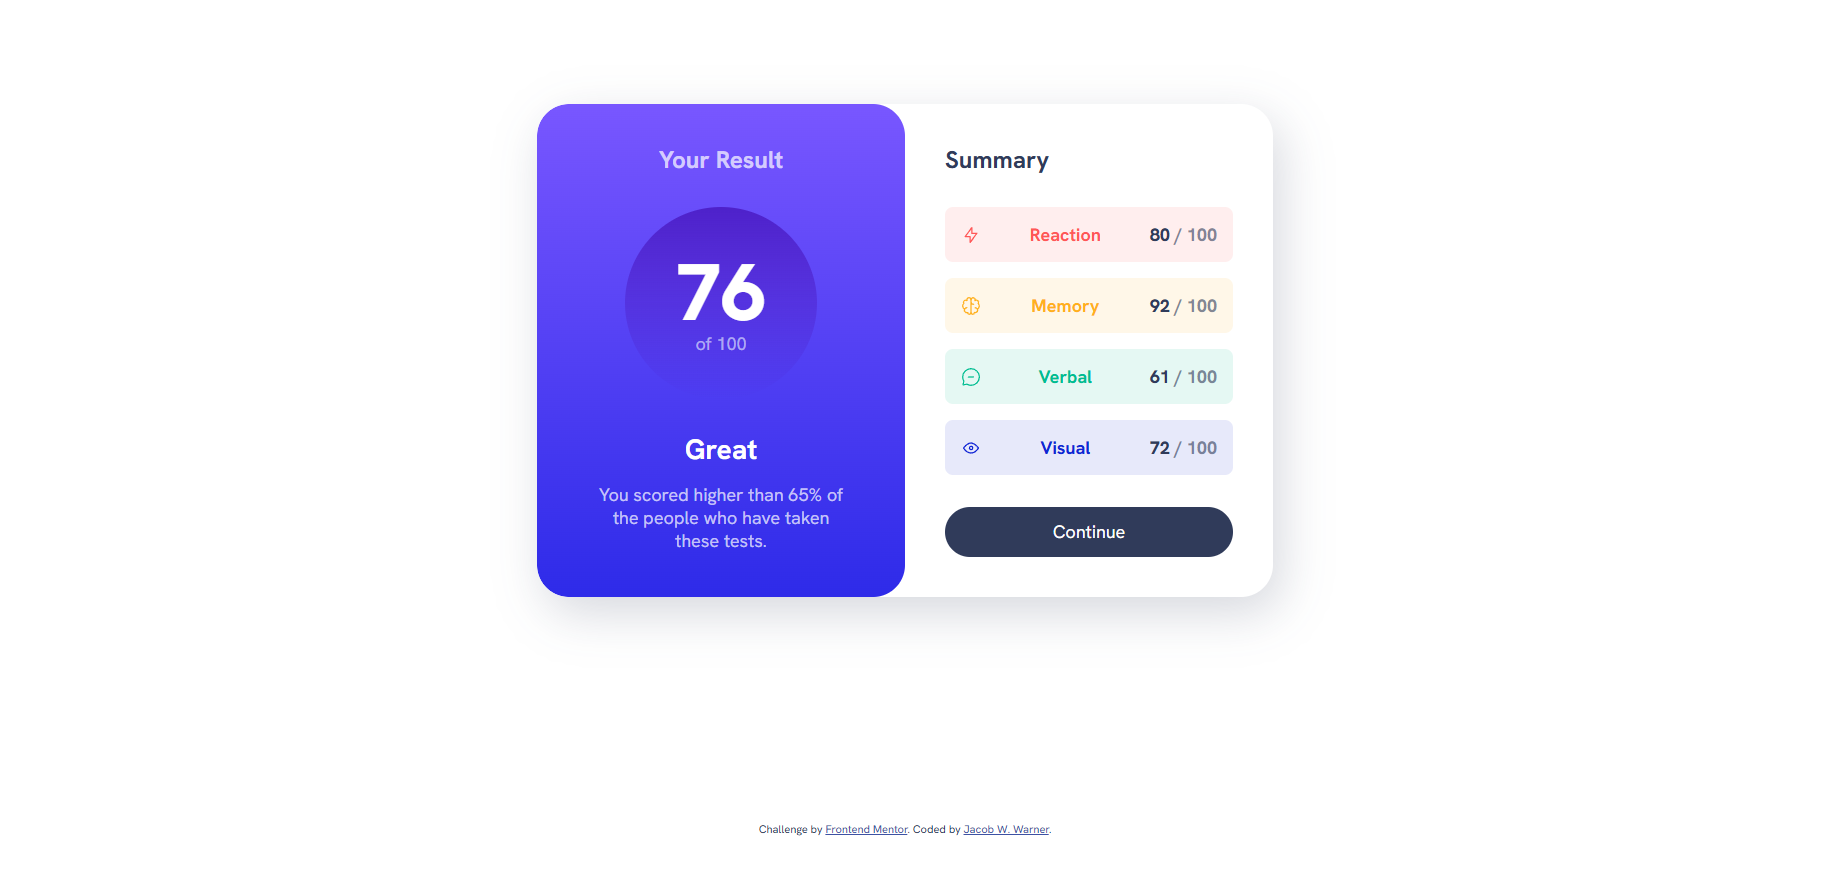 Your Result
76
of 100
Great
You scored higher than 65% of
the people who have taken
these tests.
Summary
Reaction 80 / 100
Memory 92 / 100
Verbal 61 / 100
Visual 72 / 100
Continue
Challenge by Frontend Mentor. Coded by Jacob W. Warner.